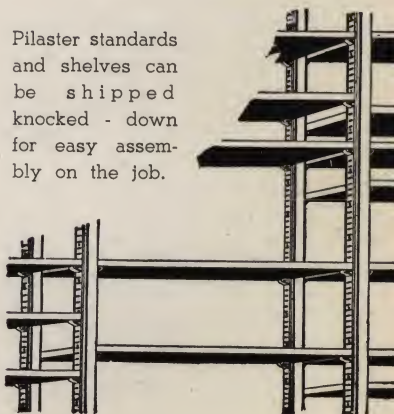 Pilaster standards
and shelves can
be shipped
knocked - down
for easy assem-
bly on the job.